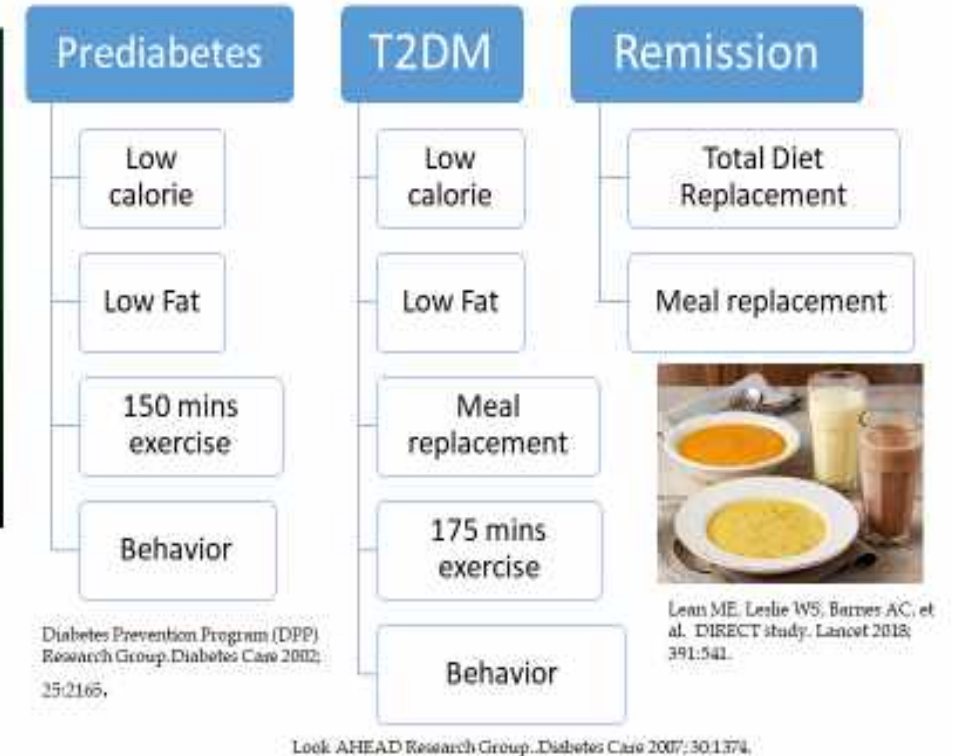 Prediabetes
Low
calorie
Low Fat
150 mins
exercise
Behavior
Diabetes Prevention Program (DPP)
Research Group.Diabetes Care 2002;
25:2165.
T2DM
Low
calorie
Low Fat
Meal
replacement
175 mins
exercise
Behavior
Look AHEAD Research Group..Diabetes Care 2007; 30:1374.
Remission
Total Diet
Replacement
Meal replacement
Lean ME, Leslie WS, Barnes AC, et
al. DIRECT study. Lancet 2018;
391:541.